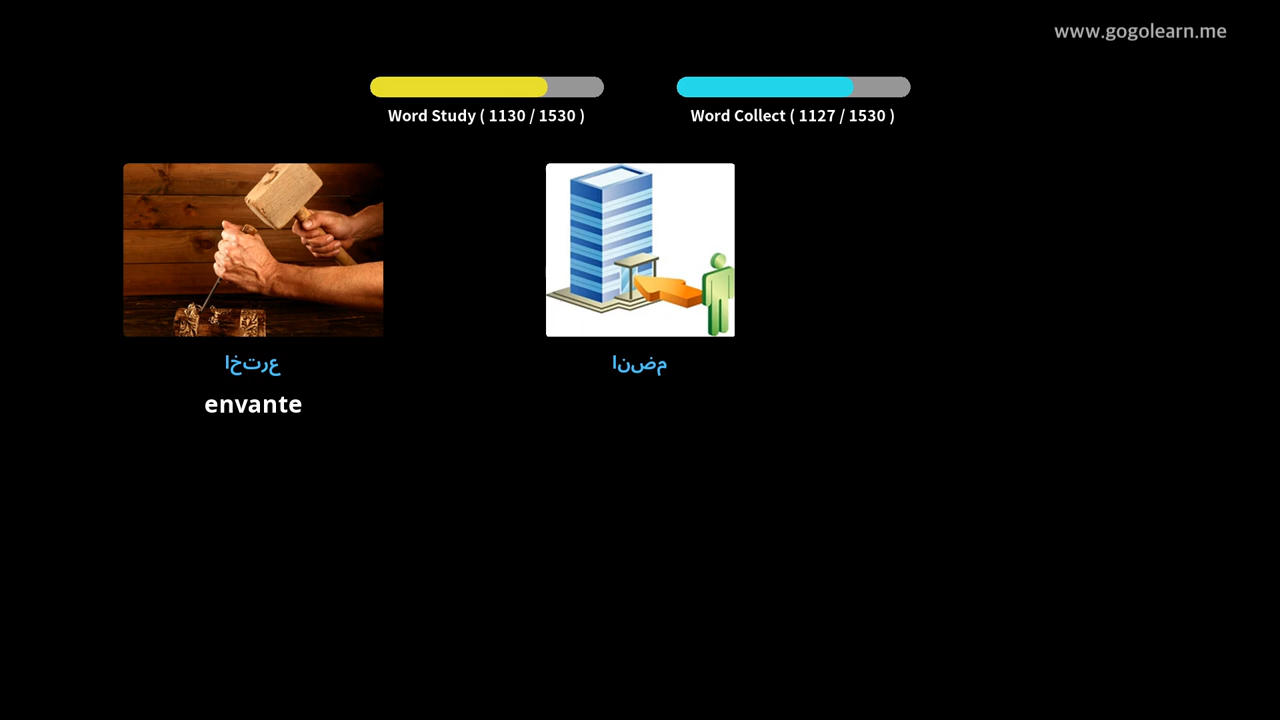 www.gogolearn.me
Word Study ( 1130 / 1530 )
Word Collect ( 1127 / 1530 )
اخترع
انضم
envante